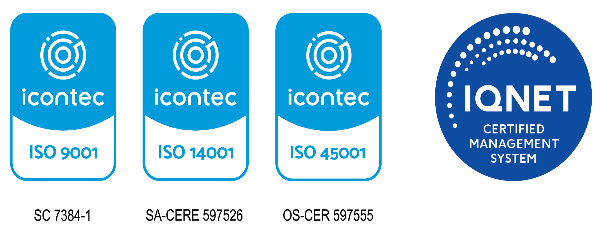 icontec
ISO 9001
SC 7384-1
icontec
ISO 14001
SA-CERE 597526
icontec
ISO 45001
OS-CER 597555
IQNET
CERTIFIED
MANAGEMENT
SYSTEM